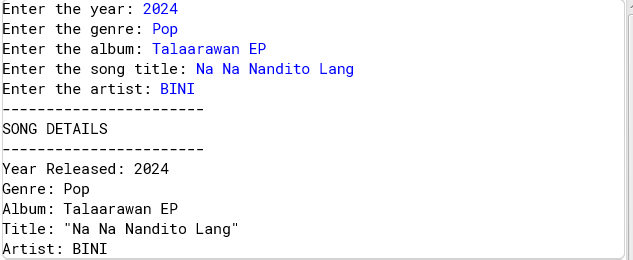 Enter the year: 2024
Enter the genre: Pop
Enter the album: Talaarawan EP
Enter the song title: Na Na Nandito Lang
Enter the artist: BINI
-----------------------
SONG DETAILS
-----------------------
Year Released: 2024
Genre: Pop
Album: Talaarawan EP
Title: "Na Na Nandito Lang"
Artist: BINI